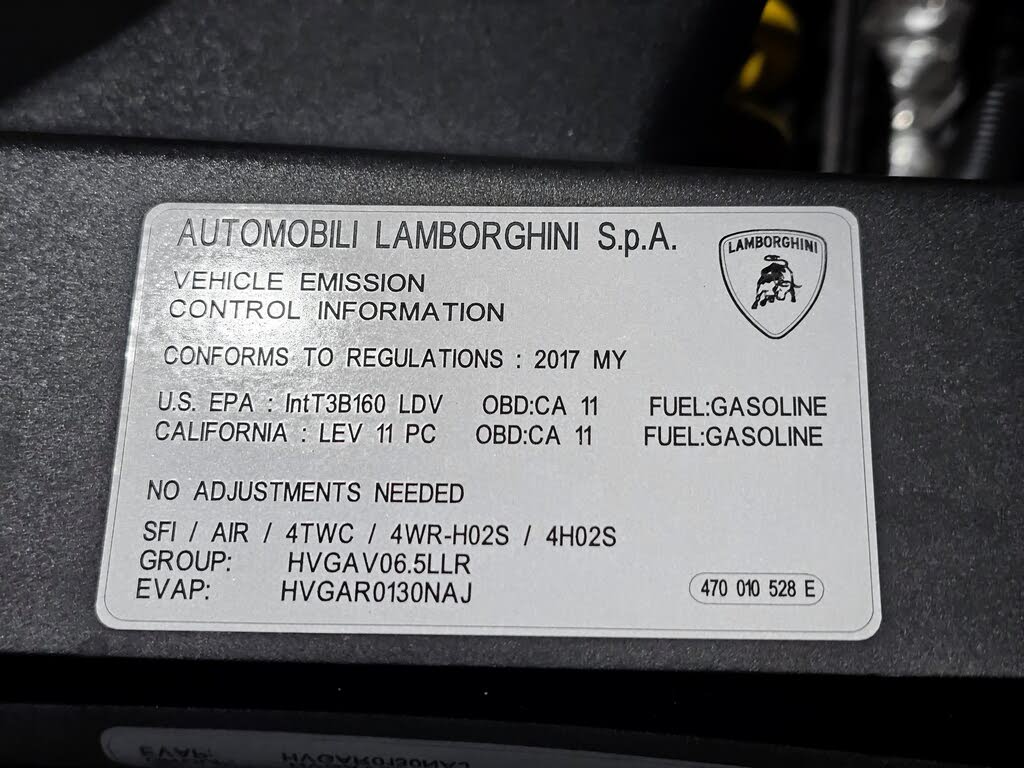 AUTOMOBILI LAMBORGHINI S.p.A.
LAMBORGHINI
VEHICLE EMISSION
CONTROL INFORMATION
CONFORMS TO REGULATIONS : 2017 MY
U.S. EPA : IntT3B160 LDV OBD:CA 11 FUEL:GASOLINE
CALIFORNIA : LEV 11 PC OBD:CA 11 FUEL:GASOLINE
NO ADJUSTMENTS NEEDED
SFI / AIR / 4TWC / 4WR-H02S / 4H02S
GROUP: HVGAV06.5LLR
EVAP: HVGAR0130NAJ
470 010 528 E
EVAP: HVGAR0130NAJ